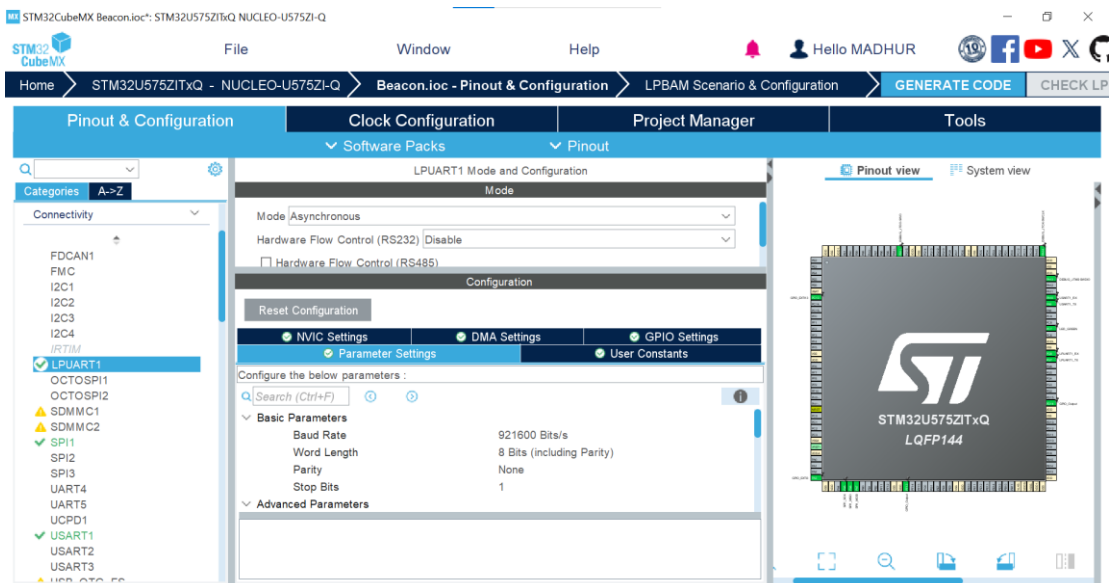 MX STM32CubeMX Beacon.ioc*: STM32U575ZITxQ NUCLEO-U575ZI-Q
STM32
CubeMX
File
Window
Help
Hello MADHUR
10
Home
STM32U575ZITxQ - NUCLEO-U575ZI-Q
Beacon.ioc - Pinout & Configuration
LPBAM Scenario & Configuration
GENERATE CODE
CHECK LP
Pinout & Configuration
Clock Configuration
Project Manager
Tools
Software Packs
Pinout
Categories
A->Z
Connectivity
FDCAN1
FMC
I2C1
I2C2
I2C3
I2C4
IRTIM
LPUART1
OCTOSPI1
OCTOSPI2
SDMMC1
SDMMC2
SPI1
SPI2
SPI3
UART4
UART5
UCPD1
USART1
USART2
USART3
USB_OTG_FS
LPUART1 Mode and Configuration
Mode
Mode Asynchronous
Hardware Flow Control (RS232) Disable
Hardware Flow Control (RS485)
Configuration
Reset Configuration
NVIC Settings
DMA Settings
GPIO Settings
Parameter Settings
User Constants
Configure the below parameters :
Search (Ctrl+F)
Basic Parameters
Baud Rate 921600 Bits/s
Word Length 8 Bits (including Parity)
Parity None
Stop Bits 1
Advanced Parameters
Pinout view
System view
STM32U575ZITxQ
LQFP144